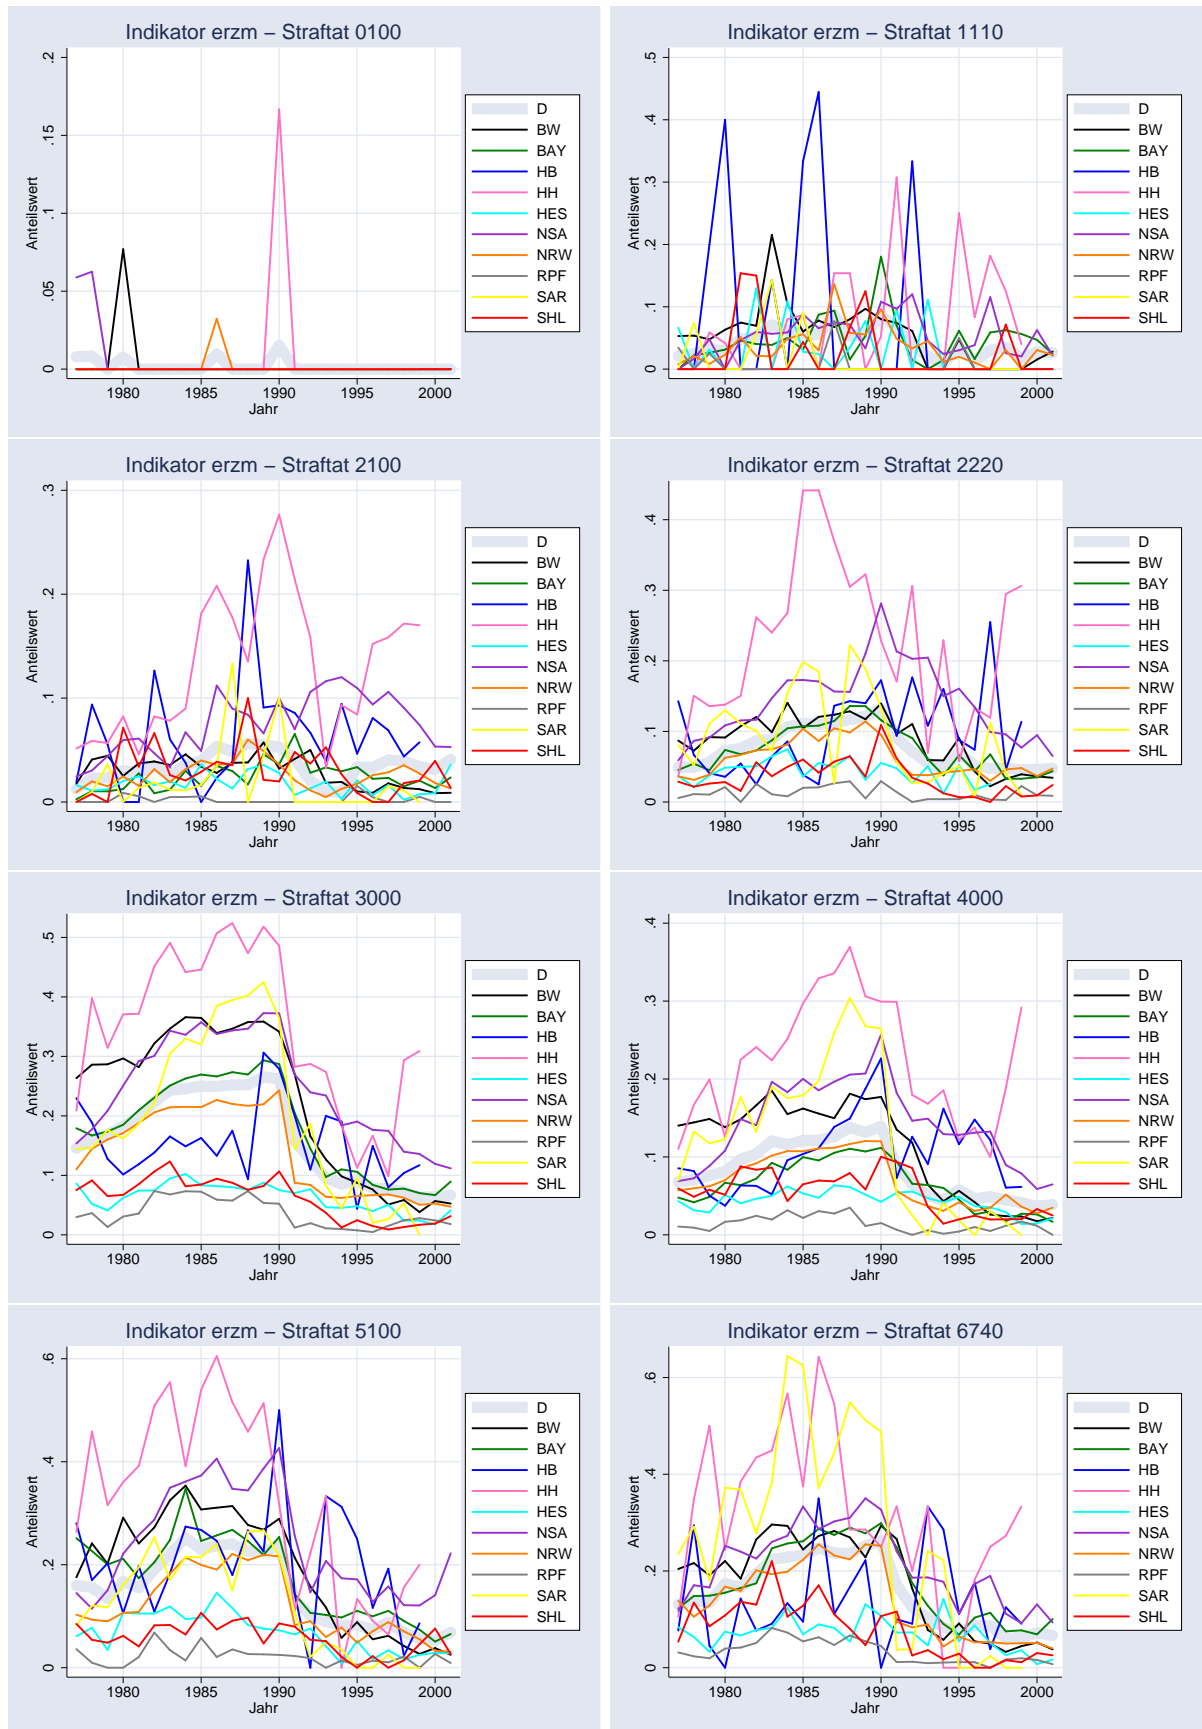 Indikator erzm – Straftat 0100
Anteilswert
.2
.15
.1
.05
0
1980 1985 1990 1995 2000
Jahr
D
BW
BAY
HB
HH
HES
NSA
NRW
RPF
SAR
SHL
Indikator erzm – Straftat 1110
Anteilswert
.5
.4
.3
.2
.1
0
1980 1985 1990 1995 2000
Jahr
D
BW
BAY
HB
HH
HES
NSA
NRW
RPF
SAR
SHL
Indikator erzm – Straftat 2100
Anteilswert
.3
.2
.1
0
1980 1985 1990 1995 2000
Jahr
D
BW
BAY
HB
HH
HES
NSA
NRW
RPF
SAR
SHL
Indikator erzm – Straftat 2220
Anteilswert
.4
.3
.2
.1
0
1980 1985 1990 1995 2000
Jahr
D
BW
BAY
HB
HH
HES
NSA
NRW
RPF
SAR
SHL
Indikator erzm – Straftat 3000
Anteilswert
.5
.4
.3
.2
.1
0
1980 1985 1990 1995 2000
Jahr
D
BW
BAY
HB
HH
HES
NSA
NRW
RPF
SAR
SHL
Indikator erzm – Straftat 4000
Anteilswert
.4
.3
.2
.1
0
1980 1985 1990 1995 2000
Jahr
D
BW
BAY
HB
HH
HES
NSA
NRW
RPF
SAR
SHL
Indikator erzm – Straftat 5100
Anteilswert
.6
.4
.2
0
1980 1985 1990 1995 2000
Jahr
D
BW
BAY
HB
HH
HES
NSA
NRW
RPF
SAR
SHL
Indikator erzm – Straftat 6740
Anteilswert
.6
.4
.2
0
1980 1985 1990 1995 2000
Jahr
D
BW
BAY
HB
HH
HES
NSA
NRW
RPF
SAR
SHL